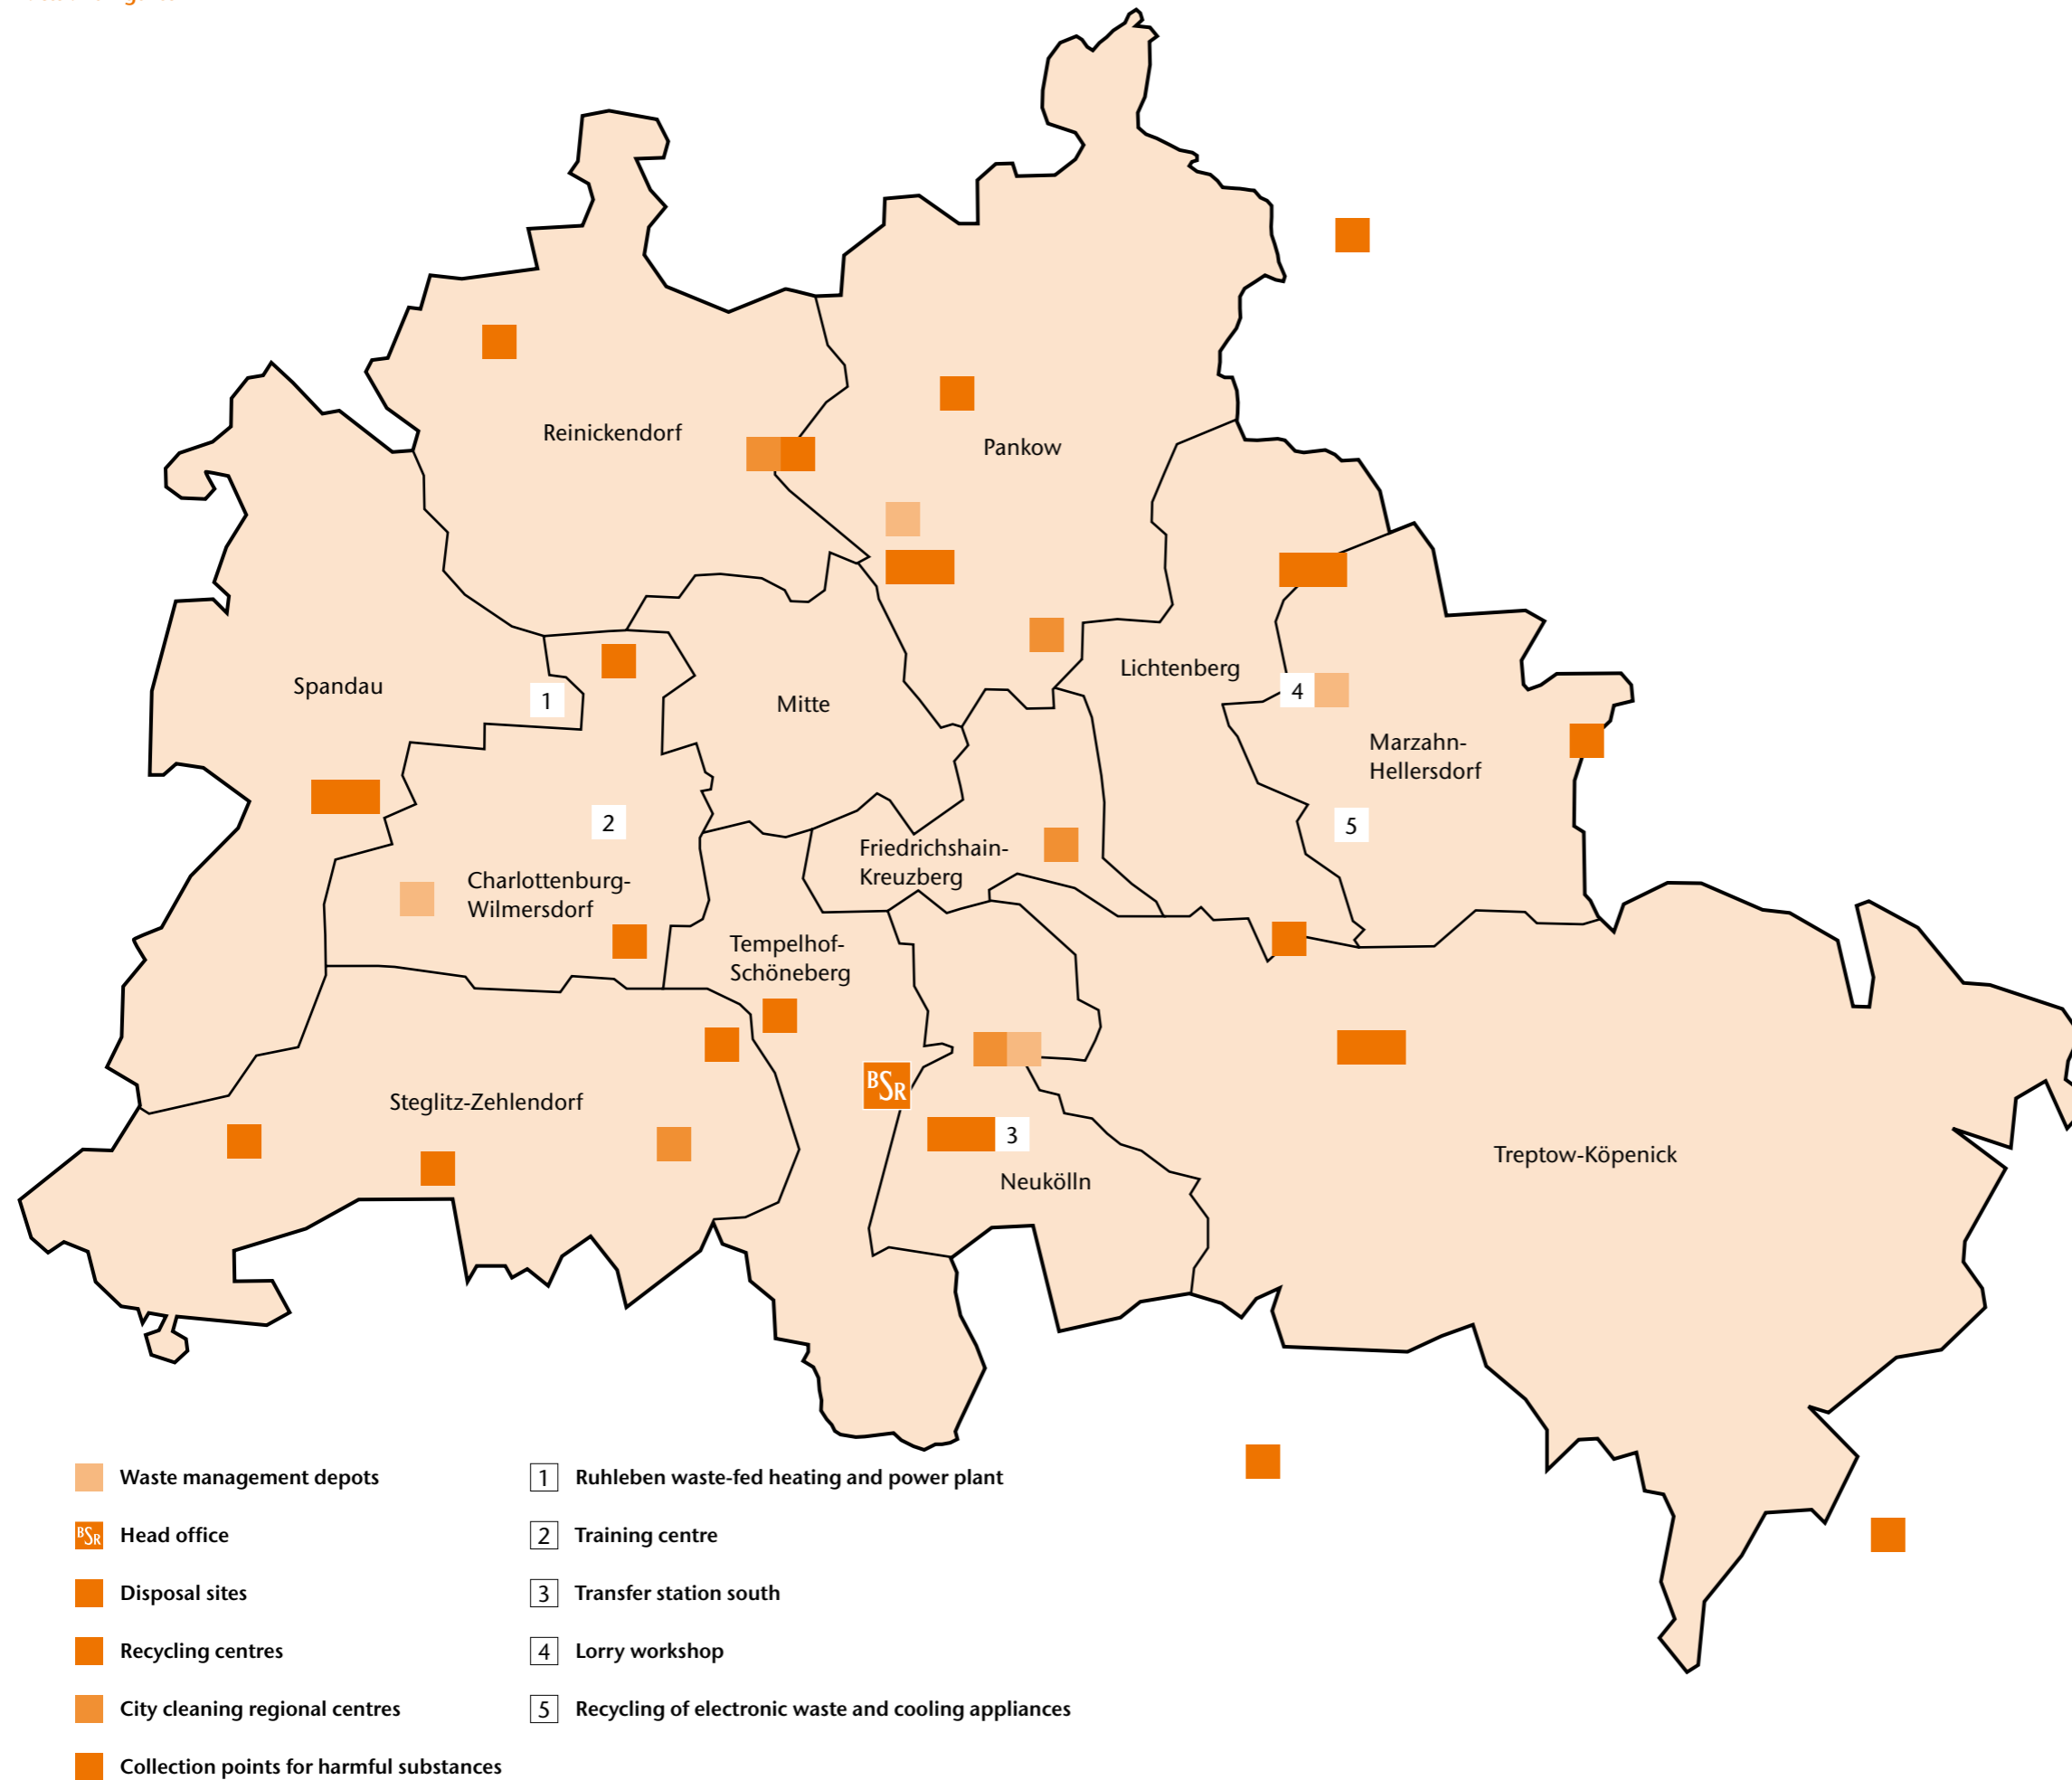 Reinickendorf
Pankow
Spandau
Mitte
Lichtenberg
1
4
Marzahn-
Hellersdorf
2
5
Friedrichshain-
Kreuzberg
Charlottenburg-
Wilmersdorf
Tempelhof-
Schöneberg
BSR
Steglitz-Zehlendorf
3
Neukölln
Treptow-Köpenick
Waste management depots
BSR Head office
Disposal sites
Recycling centres
City cleaning regional centres
Collection points for harmful substances
1 Ruhleben waste-fed heating and power plant
2 Training centre
3 Transfer station south
4 Lorry workshop
5 Recycling of electronic waste and cooling appliances